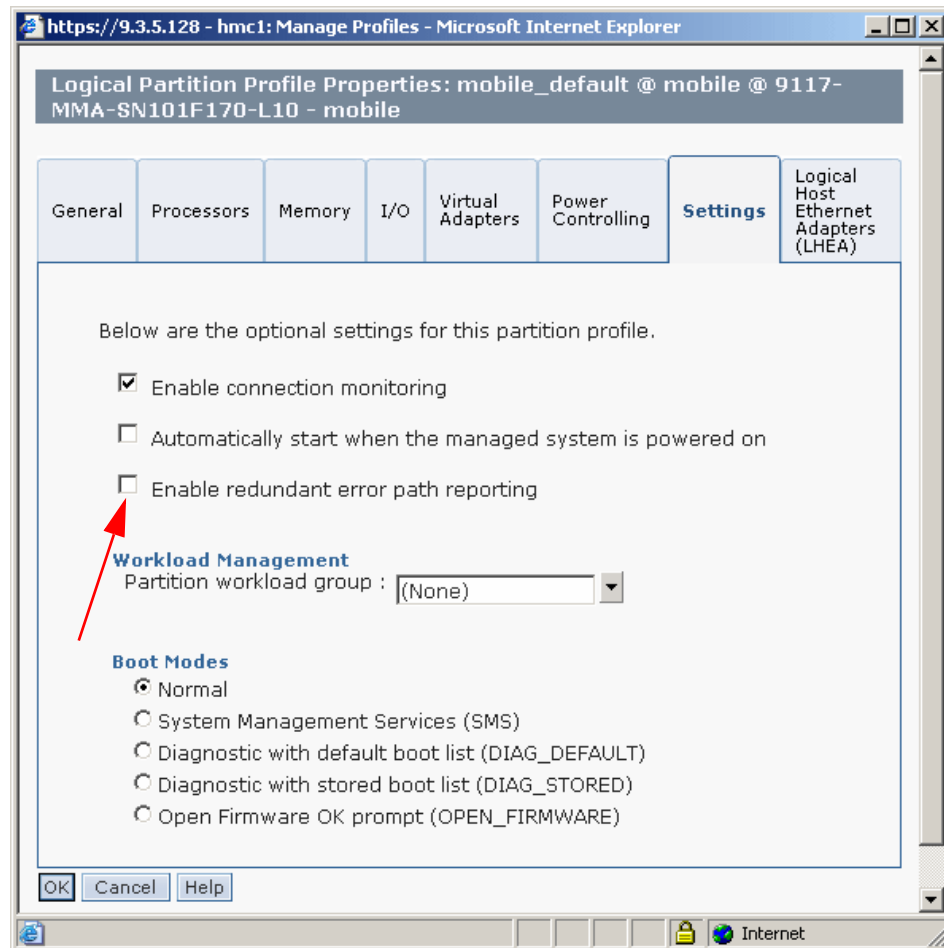 https://9.3.5.128 - hmc1: Manage Profiles - Microsoft Internet Explorer
Logical Partition Profile Properties: mobile_default @ mobile @ 9117-
MMA-SN101F170-L10 - mobile
General
Processors
Memory
I/O
Virtual
Adapters
Power
Controlling
Settings
Logical
Host
Ethernet
Adapters
(LHEA)
Below are the optional settings for this partition profile.
Enable connection monitoring
Automatically start when the managed system is powered on
Enable redundant error path reporting
Workload Management
Partition workload group : (None)
Boot Modes
Normal
System Management Services (SMS)
Diagnostic with default boot list (DIAG_DEFAULT)
Diagnostic with stored boot list (DIAG_STORED)
Open Firmware OK prompt (OPEN_FIRMWARE)
OK Cancel Help
Internet